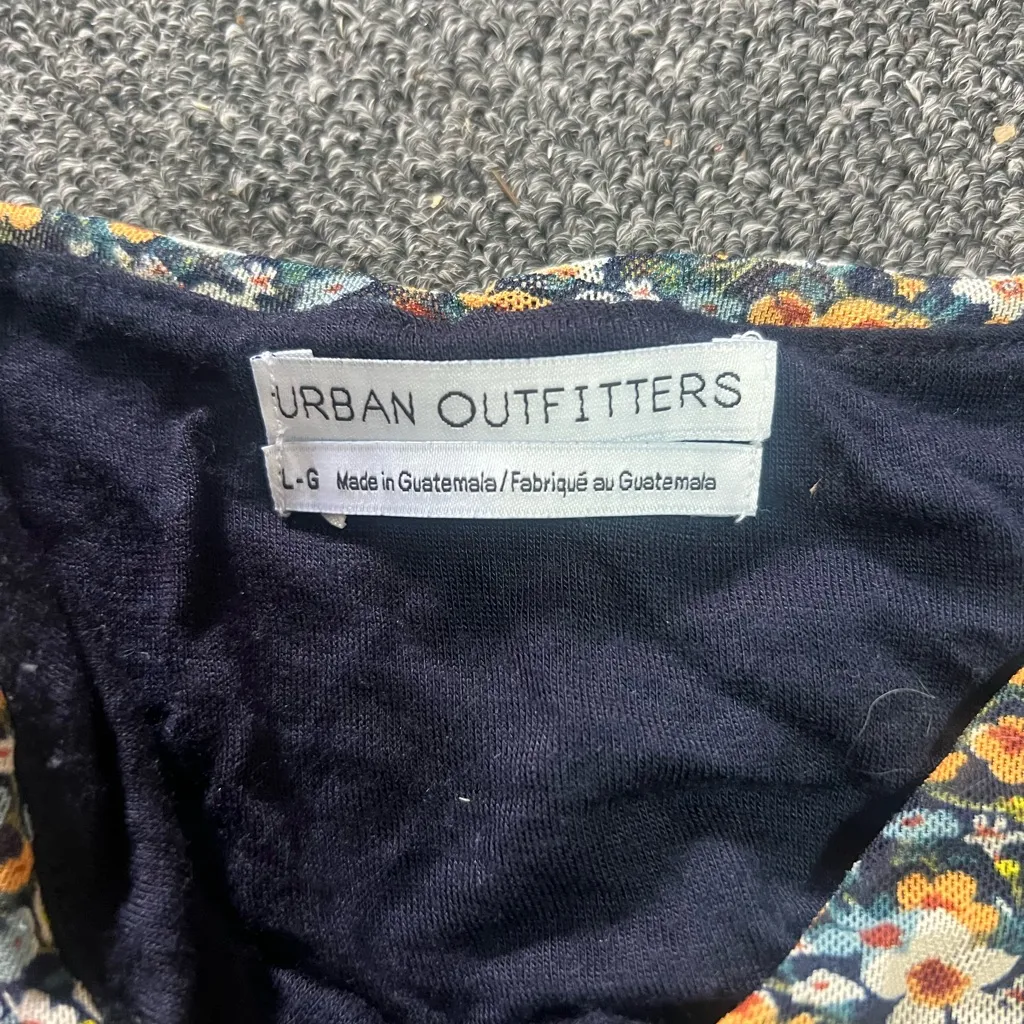 URBAN OUTFITTERS
L-G Made in Guatemala/Fabriqué au Guatemala